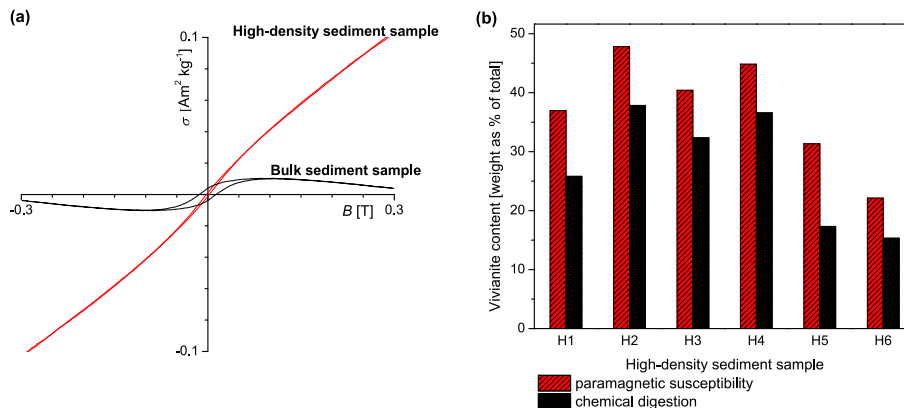 (a)
High-density sediment sample
0.1
σ [Am² kg⁻¹]
Bulk sediment sample
-0.3
B [T]
0.3
-0.1
(b)
Vivianite content [weight as % of total]
50
40
30
20
10
0
H1 H2 H3 H4 H5 H6
High-density sediment sample
paramagnetic susceptibility
chemical digestion